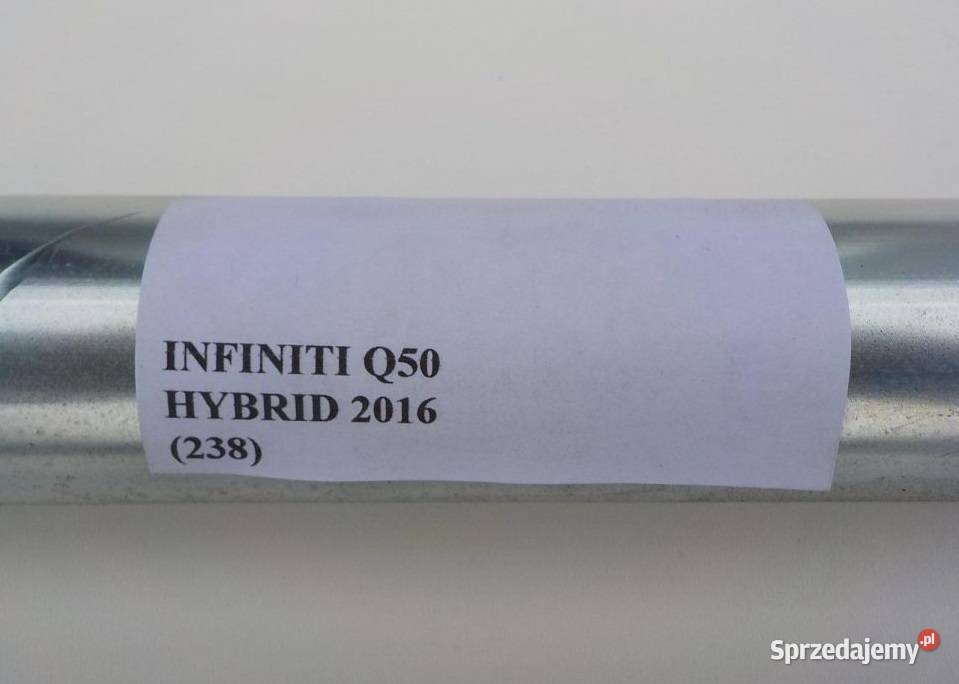 INFINITI Q50
HYBRID 2016
(238)
Sprzedajemy.pl